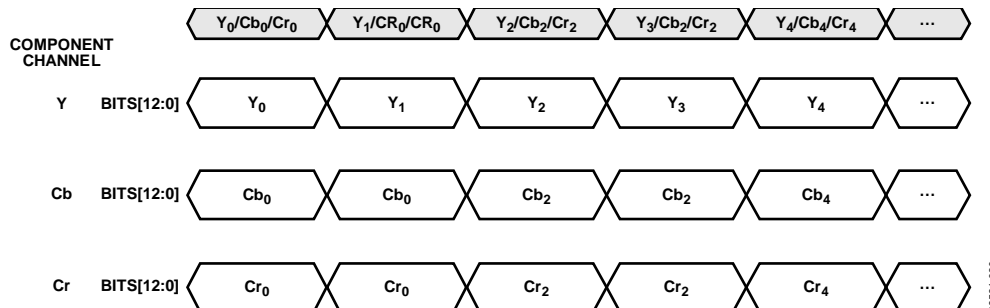 Y0/Cb0/Cr0 Y1/CR0/CR0 Y2/Cb2/Cr2 Y3/Cb2/Cr2 Y4/Cb4/Cr4 ...
COMPONENT
CHANNEL
Y BITS[12:0] Y0 Y1 Y2 Y3 Y4 ...
Cb BITS[12:0] Cb0 Cb0 Cb2 Cb2 Cb4 ...
Cr BITS[12:0] Cr0 Cr0 Cr2 Cr2 Cr4 ...